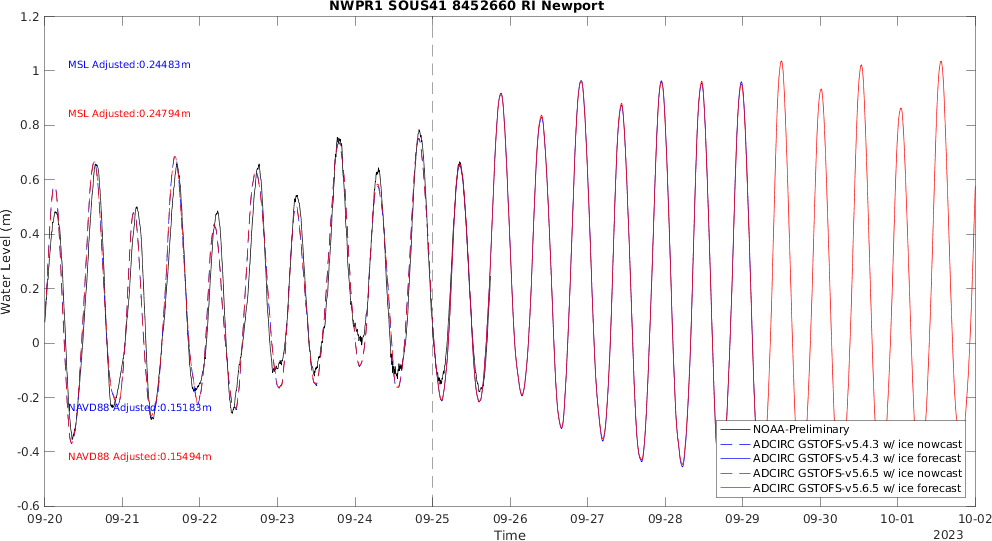 NWPR1 SOUS41 8452660 RI Newport
1.2
1
0.8
0.6
0.4
0.2
0
-0.2
-0.4
-0.6
Water Level (m)
MSL Adjusted:0.24483m
MSL Adjusted:0.24794m
NAVD88 Adjusted:0.15183m
NAVD88 Adjusted:0.15494m
NOAA-Preliminary
ADCIRC GSTOFS-v5.4.3 w/ ice nowcast
ADCIRC GSTOFS-v5.4.3 w/ ice forecast
ADCIRC GSTOFS-v5.6.5 w/ ice nowcast
ADCIRC GSTOFS-v5.6.5 w/ ice forecast
09-20 09-21 09-22 09-23 09-24 09-25 09-26 09-27 09-28 09-29 09-30 10-01 10-02
Time
2023